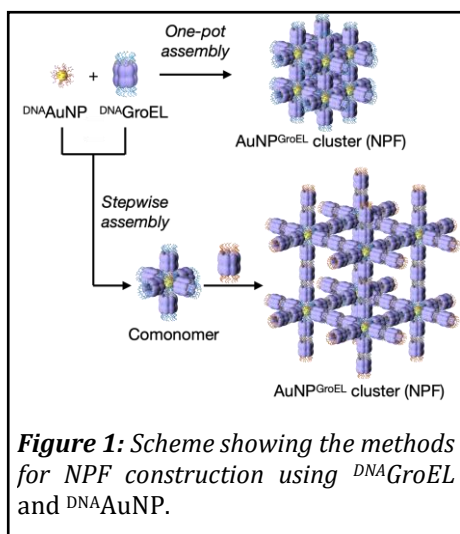 One-pot
assembly
+
DNAAuNP DNAGroEL
AuNPGroEL cluster (NPF)
Stepwise
assembly
Comonomer
AuNPGroEL cluster (NPF)
Figure 1: Scheme showing the methods
for NPF construction using DNAGroEL
and DNAAuNP.